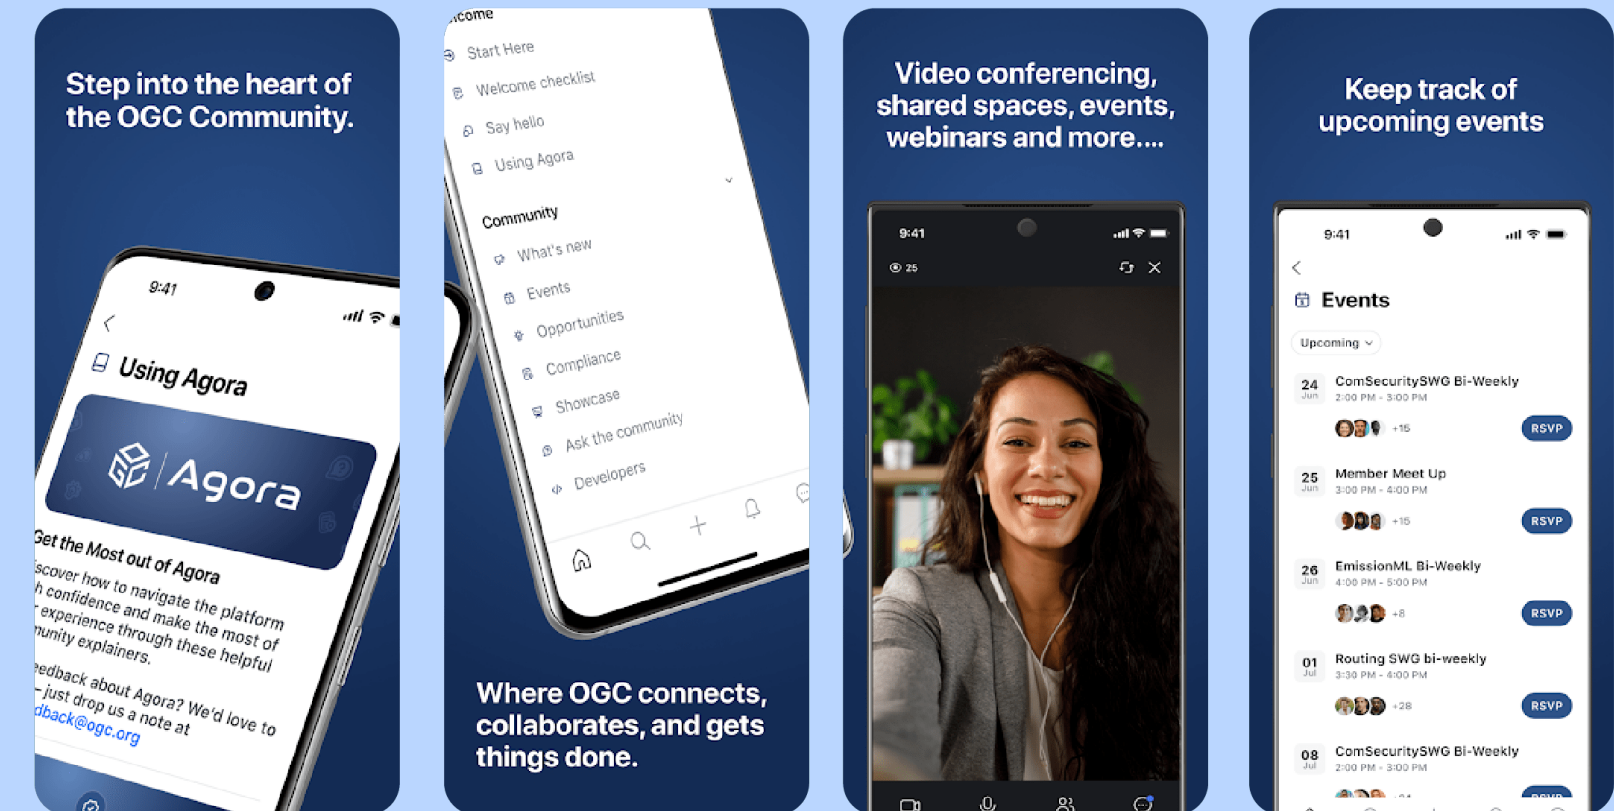 Step into the heart of
the OGC Community.
9:41
Using Agora
OGC
Agora
Get the Most out of Agora
how to navigate the platform
confidence and make the most of
experience through these helpful
explainers.
about Agora? We'd love to
– just drop us a note at
@ogc.org
Start Here
Welcome checklist
Say hello
Using Agora
Community
What's new
Events
Opportunities
Compliance
Showcase
Ask the community
Developers
Where OGC connects,
collaborates, and gets
things done.
Video conferencing,
shared spaces, events,
webinars and more....
9:41
25
Keep track of
upcoming events
9:41
Events
Upcoming
24 Jun
ComSecuritySWG Bi-Weekly
2:00 PM - 3:00 PM
+15
RSVP
25 Jun
Member Meet Up
3:00 PM - 4:00 PM
+15
RSVP
26 Jun
EmissionML Bi-Weekly
4:00 PM - 5:00 PM
+8
RSVP
01 Jul
Routing SWG bi-weekly
3:30 PM - 4:00 PM
+28
RSVP
08 Jul
ComSecuritySWG Bi-Weekly
2:00 PM - 3:00 PM
RSVP